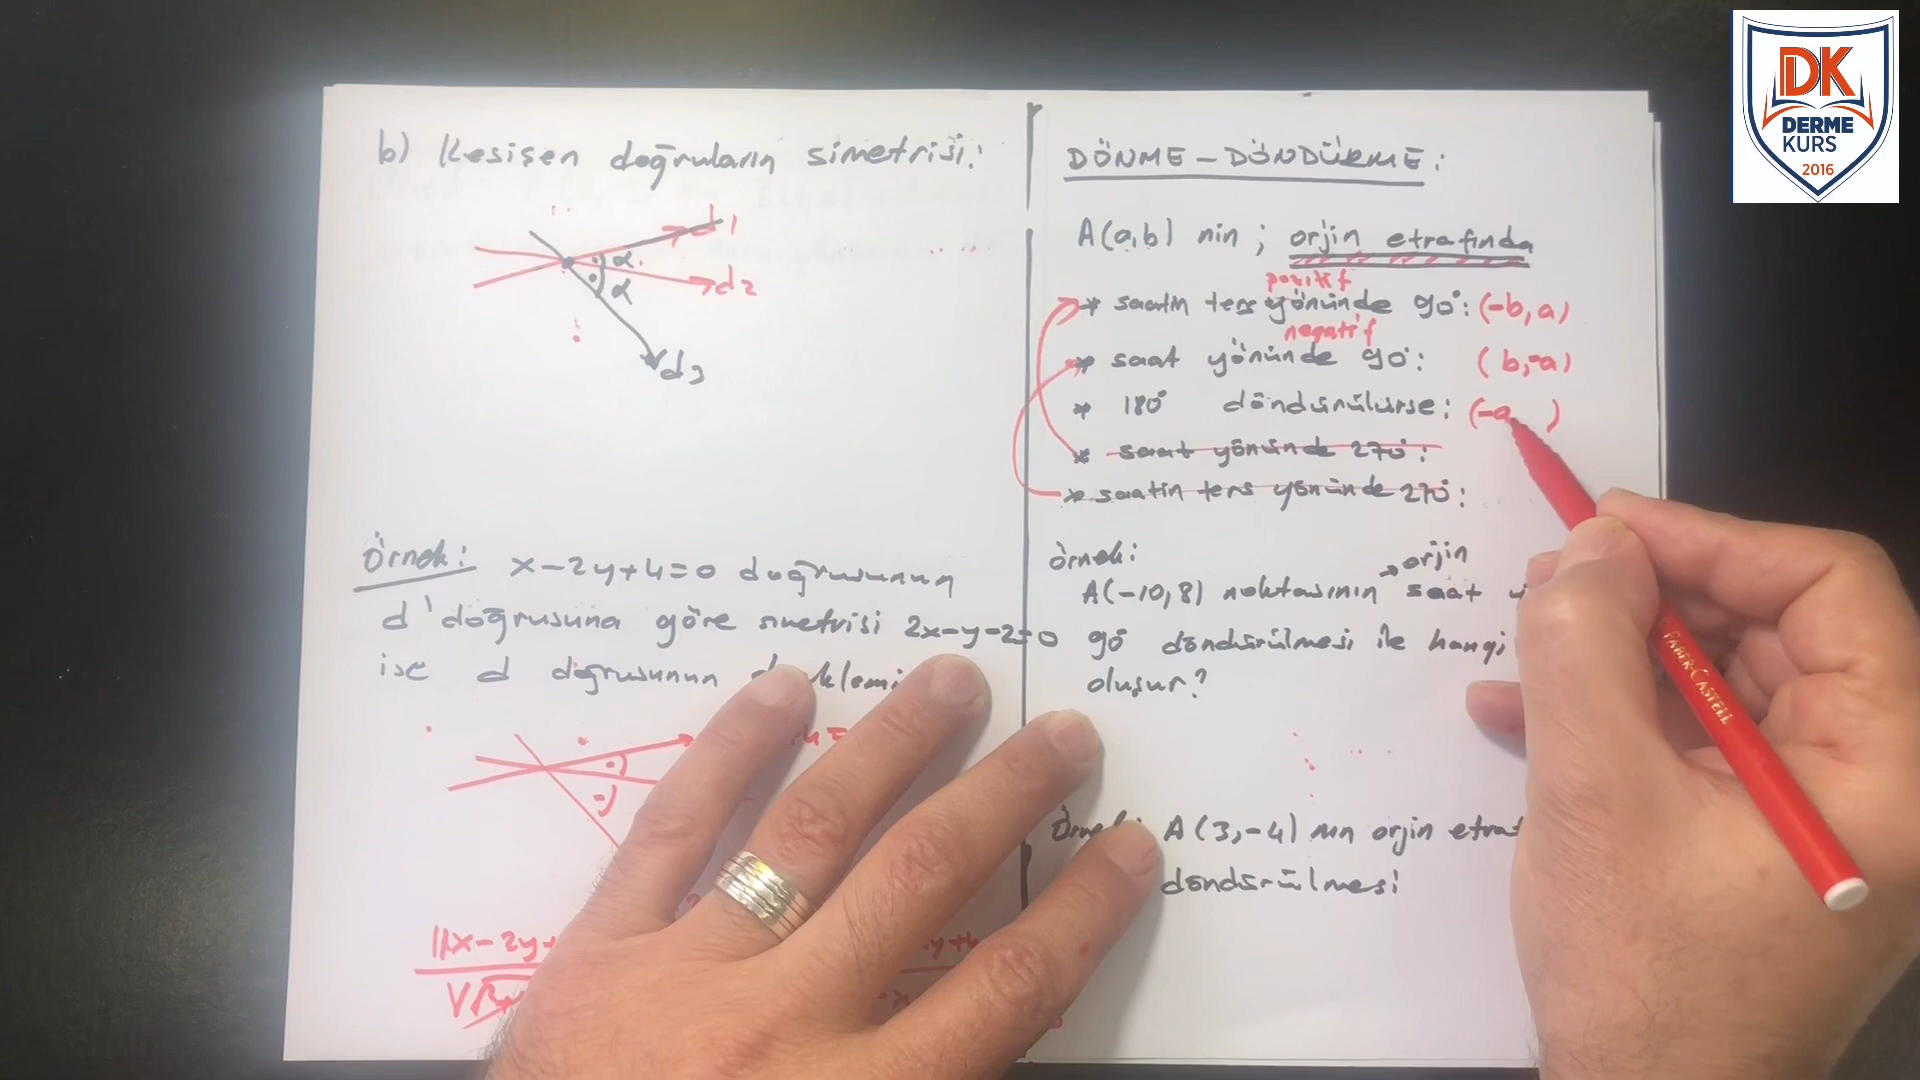 b) Kesişen doğruların simetrisi:
d1
α
d2
α
d3
Örnek: x-2y+4=0 doğrusunun
d doğrusuna göre simetrisi 2x-y-2=0
ise d doğrusunun
DÖNME-DÖNDÜRME:
A(a,b) nin ; orjin etrafında
pozitif
* saatin ters yönünde 90°: (-b, a)
negatif
* saat yönünde 90°: (b,-a)
* 180° döndürülürse: (-a )
* saat yönünde 270°:
* saatin ters yönünde 270°:
örnek:
orjin
A(-10,8) noktasının → saat
90° döndürülmesi ile hangi
oluşur?
A(3,-4) nın orjin etraf
döndürülmesi
DK
DERME
KURS
2016
FABER-CASTELL